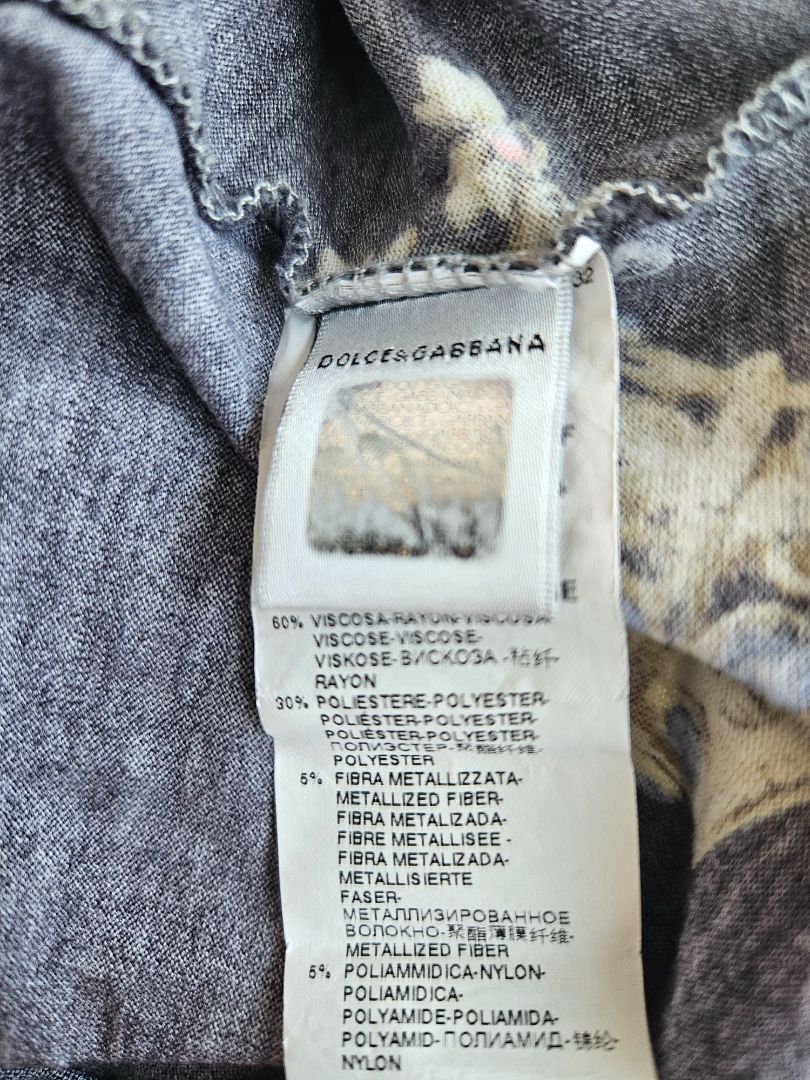 32
DOLCE&GABBANA
F
E
60% VISCOSA-RAYON-VISCOSA-
VISCOSE-VISCOSE-
VISKOSE-ВИСКОЗА-粘纤-
RAYON
30% POLIESTERE-POLYESTER-
POLIÉSTER-POLYESTER-
POLIÉSTER-POLYESTER-
ПОЛИЭСТЕР-聚酯纤维-
POLYESTER
5% FIBRA METALLIZZATA-
METALLIZED FIBER-
FIBRA METALIZADA-
FIBRE METALLISEE-
FIBRA METALIZADA-
METALLISIERTE
FASER-
МЕТАЛЛИЗИРОВАННОЕ
ВОЛОКНО-聚酯薄膜纤维-
METALLIZED FIBER
5% POLIAMMIDICA-NYLON-
POLIAMIDICA-
POLYAMIDE-POLIAMIDA-
POLYAMID-ПОЛИАМИД-锦纶-
NYLON